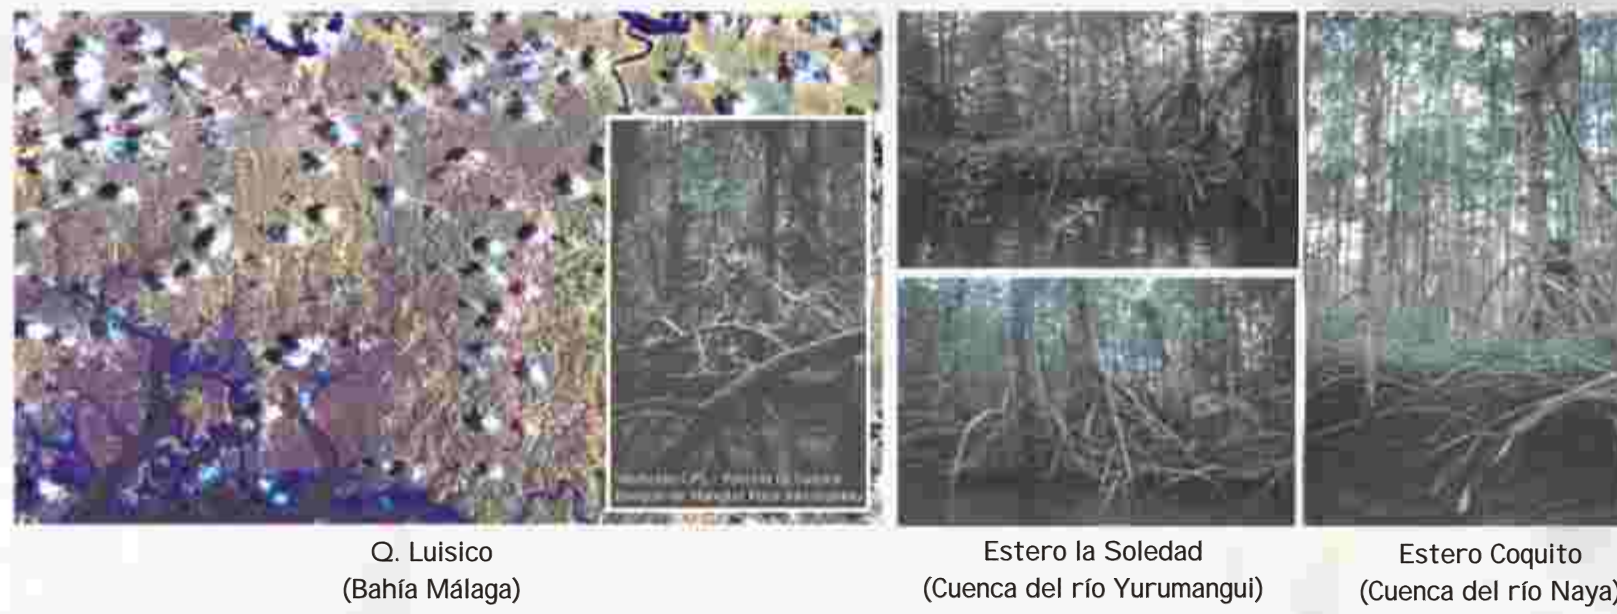 Q. Luisico
(Bahía Málaga)
Estero la Soledad
(Cuenca del río Yurumangui)
Estero Coquito
(Cuenca del río Naya)